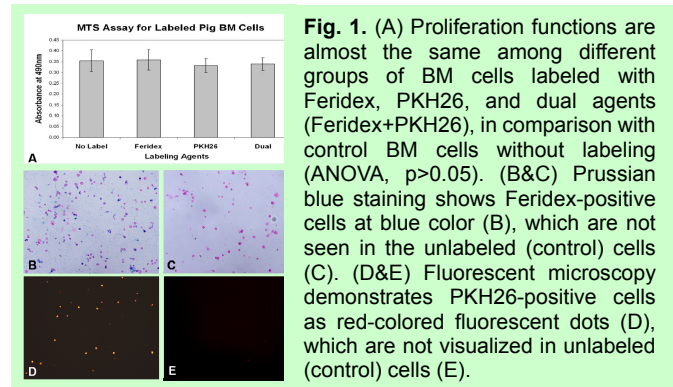 MTS Assay for Labeled Pig BM Cells
Absorbance at 490nm
0.45
0.40
0.35
0.30
0.25
0.20
0.15
0.10
0.05
0.00
No Label Feridex PKH26 Dual
Labeling Agents
A
B
C
D
E
Fig. 1. (A) Proliferation functions are
almost the same among different
groups of BM cells labeled with
Feridex, PKH26, and dual agents
(Feridex+PKH26), in comparison with
control BM cells without labeling
(ANOVA, p>0.05). (B&C) Prussian
blue staining shows Feridex-positive
cells at blue color (B), which are not
seen in the unlabeled (control) cells
(C). (D&E) Fluorescent microscopy
demonstrates PKH26-positive cells
as red-colored fluorescent dots (D),
which are not visualized in unlabeled
(control) cells (E).